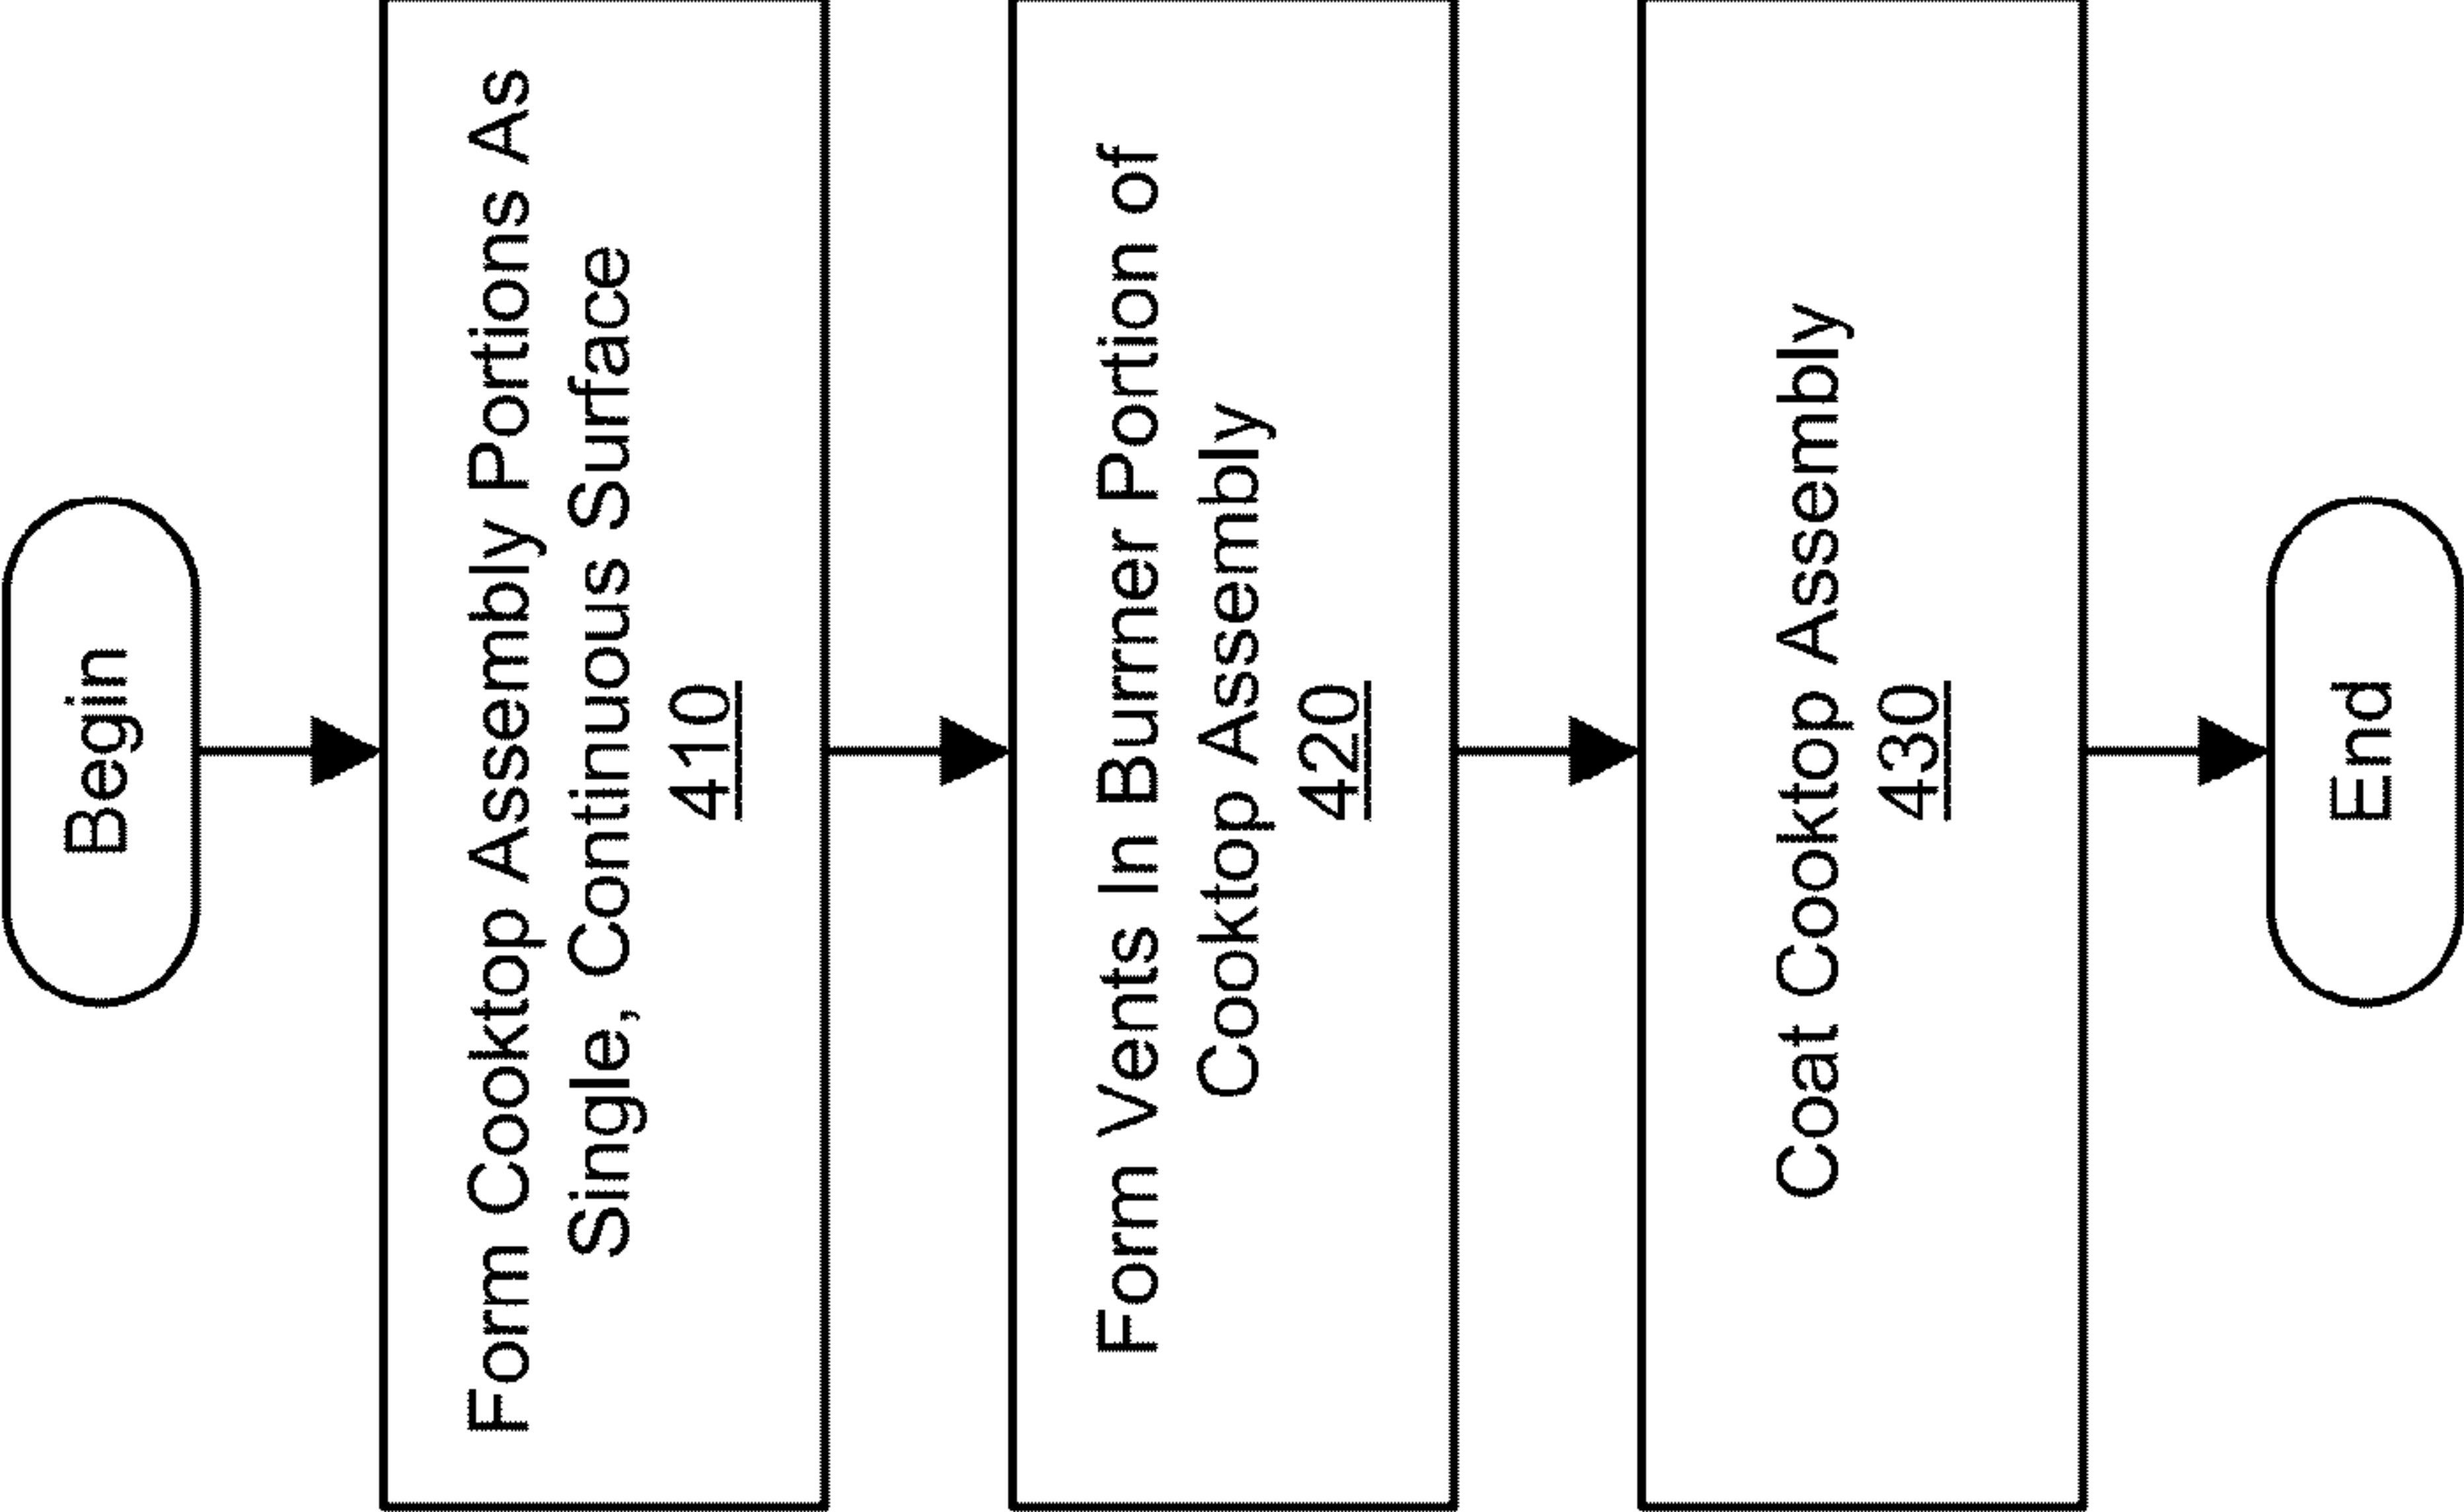 Begin
Form Cooktop Assembly Portions As
Single, Continuous Surface
410
Form Vents In Burner Portion of
Cooktop Assembly
420
Coat Cooktop Assembly
430
End